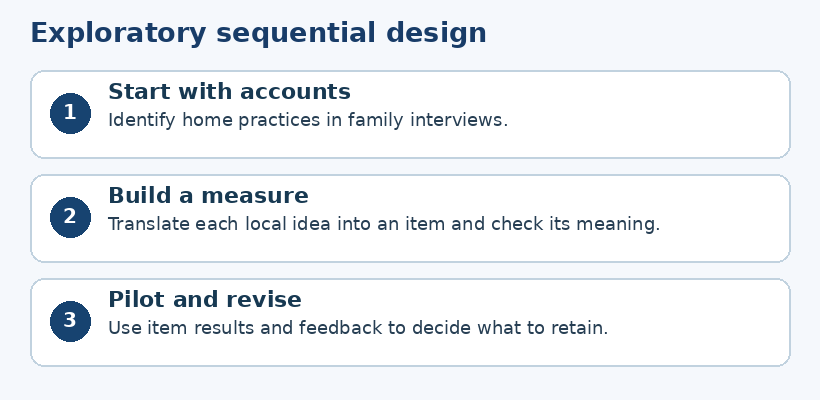 Exploratory sequential design
1
Start with accounts
Identify home practices in family interviews.
2
Build a measure
Translate each local idea into an item and check its meaning.
3
Pilot and revise
Use item results and feedback to decide what to retain.